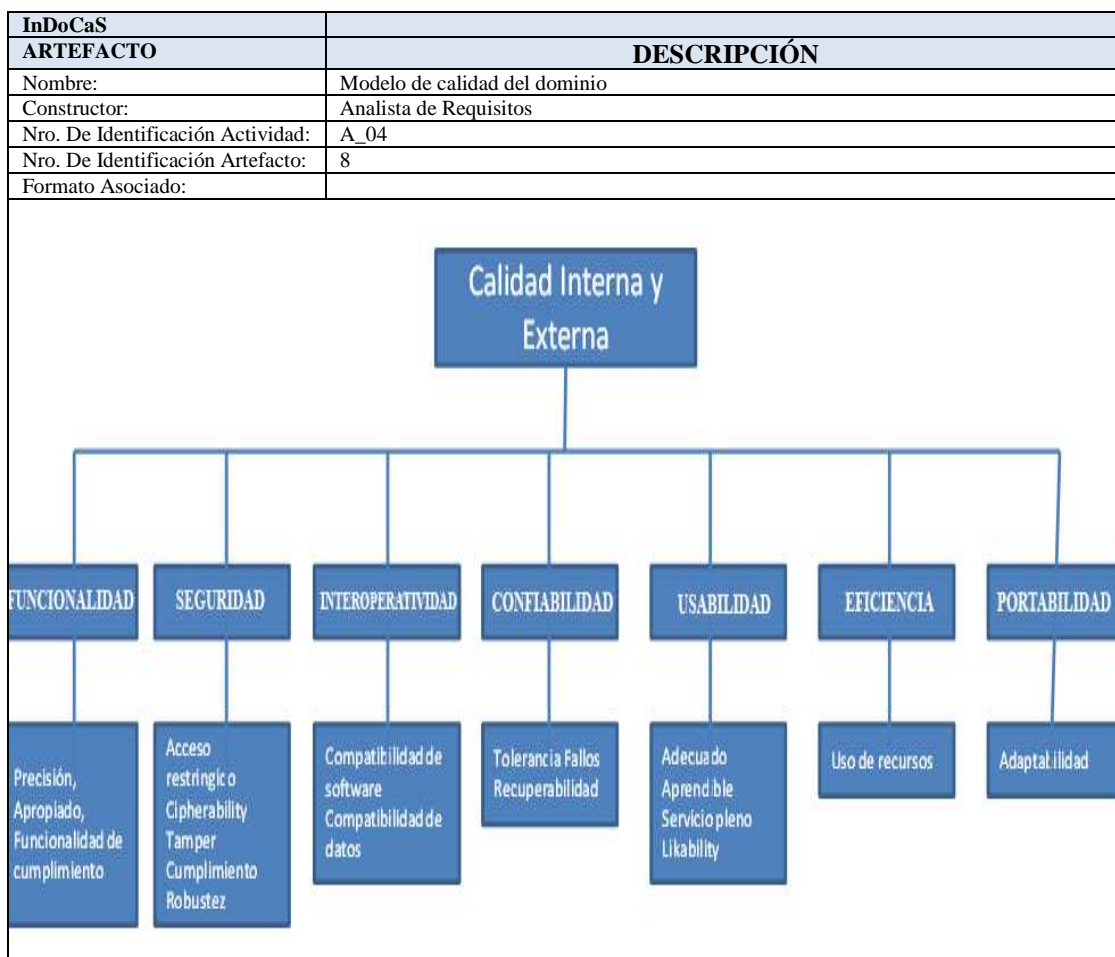 InDoCaS
ARTEFACTO DESCRIPCIÓN
Nombre: Modelo de calidad del dominio
Constructor: Analista de Requisitos
Nro. De Identificación Actividad: A_04
Nro. De Identificación Artefacto: 8
Formato Asociado:
Calidad Interna y
Externa
FUNCIONALIDAD
SEGURIDAD
INTEROPERATIVIDAD
CONFIABILIDAD
USABILIDAD
EFICIENCIA
PORTABILIDAD
Precisión,
Apropiado,
Funcionalidad de
cumplimiento
Acceso
restringico
Cipherability
Tamper
Cumplimiento
Robustez
Compatibilidad de
software
Compatibilidad de
datos
Tolerancia Fallos
Recuperabilidad
Adecuado
Aprendible
Servicio pleno
Likability
Uso de recursos
Adaptabilidad